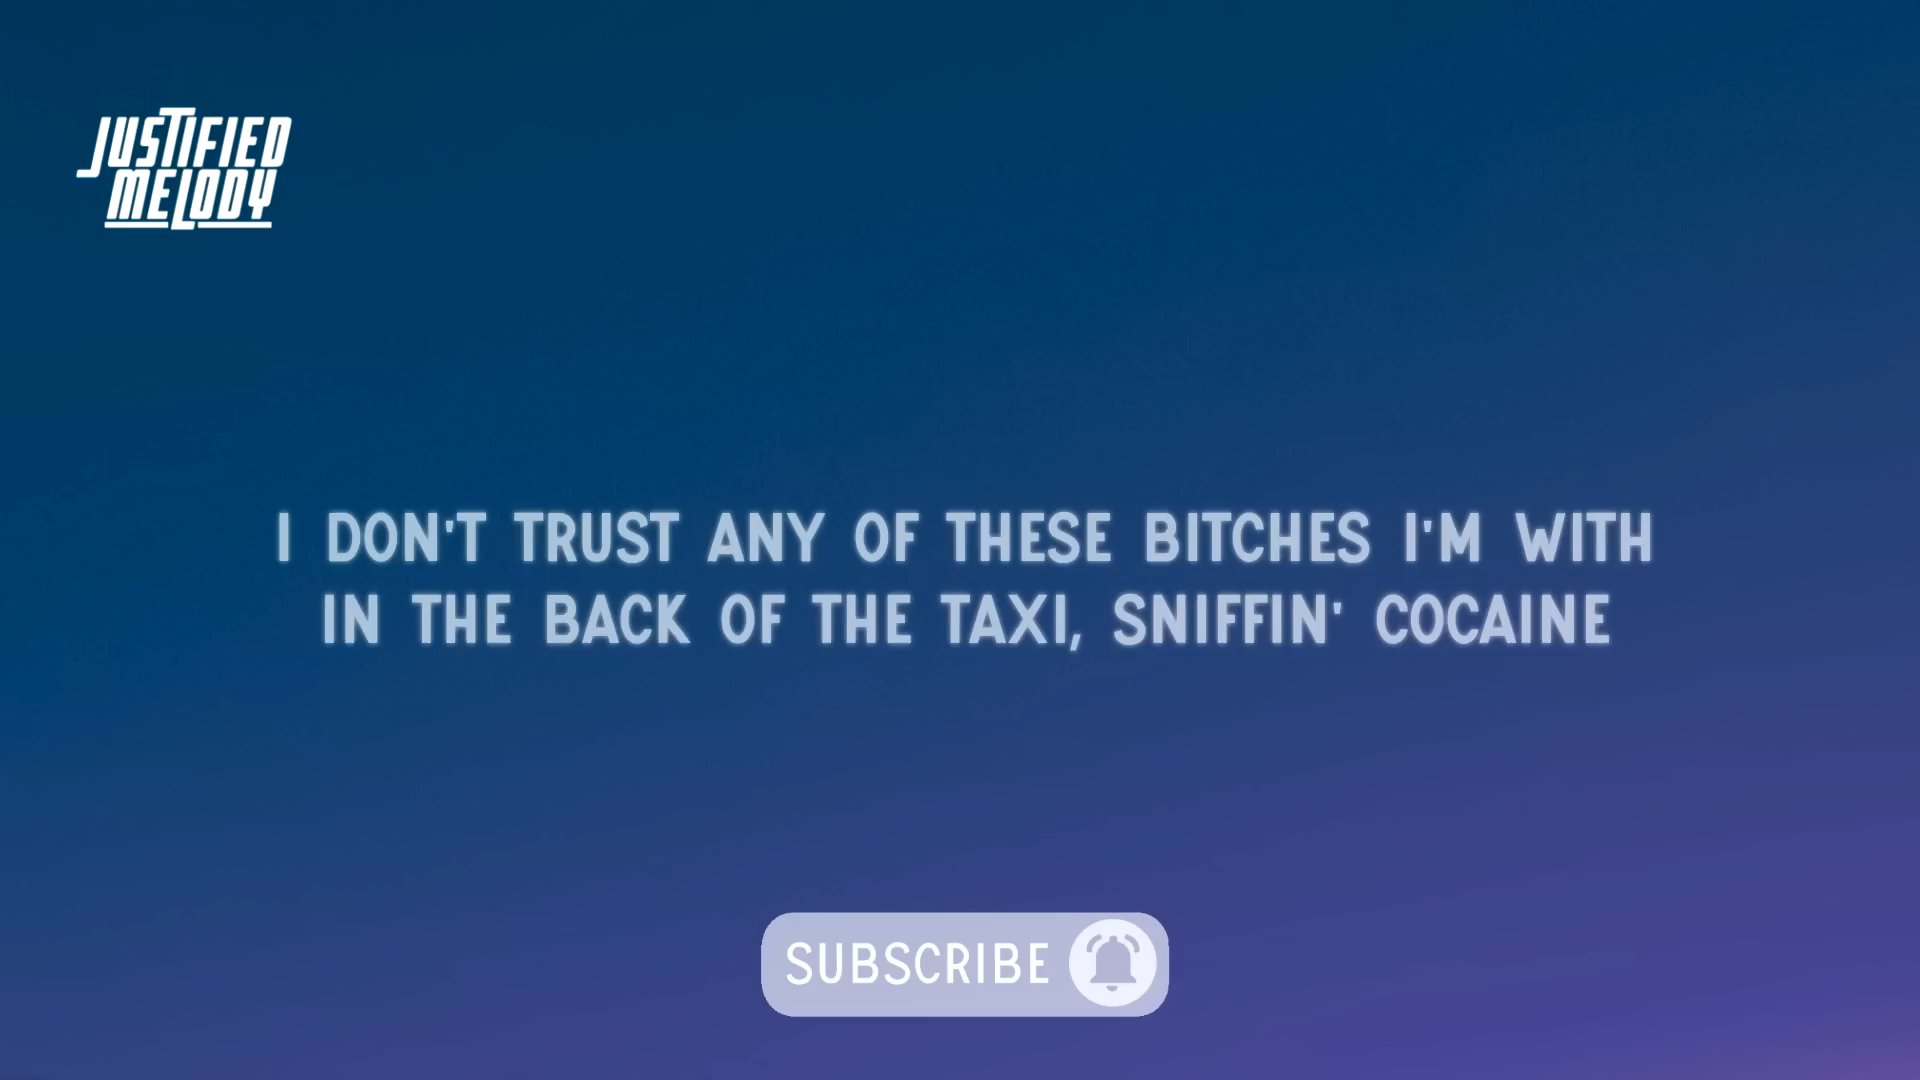 JUSTIFIED
MELODY
I DON'T TRUST ANY OF THESE BITCHES I'M WITH
IN THE BACK OF THE TAXI, SNIFFIN' COCAINE
SUBSCRIBE